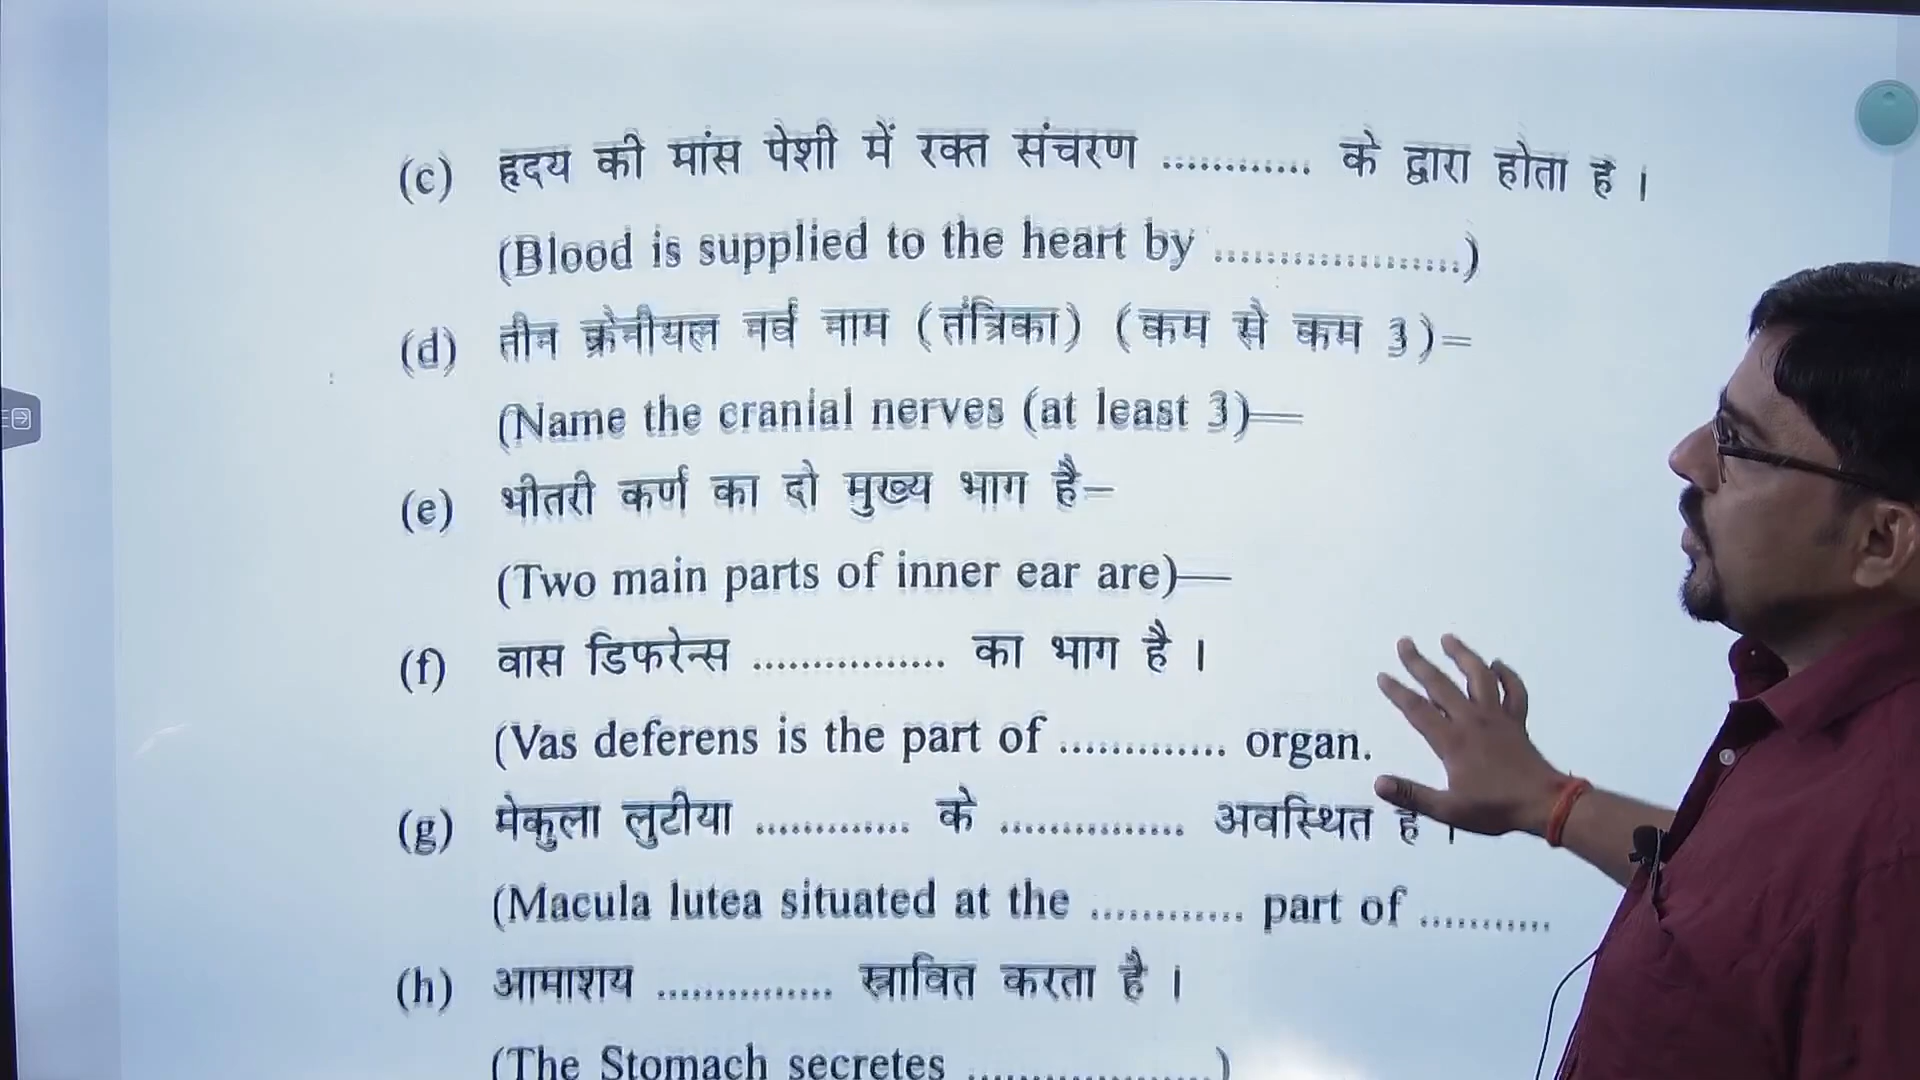 (c) हृदय की मांस पेशी में रक्त संचरण ............ के द्वारा होता है ।
(Blood is supplied to the heart by ...................)
(d) तीन क्रेनीयल नर्व नाम (तंत्रिका) (कम से कम 3)–
(Name the cranial nerves (at least 3)—
(e) भीतरी कर्ण का दो मुख्य भाग है–
(Two main parts of inner ear are)—
(f) वास डिफरेन्स ................ का भाग है ।
(Vas deferens is the part of ............. organ.
(g) मेकुला लुटीया ............. के ............... अवस्थित है ।
(Macula lutea situated at the ............ part of ...........
(h) आमाशय ............... स्त्रावित करता है ।
(The Stomach secretes ...................)